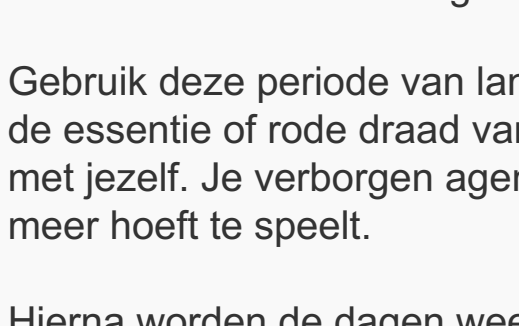 Gebruik deze periode van
de essentie of rode draad
met jezelf. Je verborgen
meer hoeft te speelt.
Hierna worden de dagen